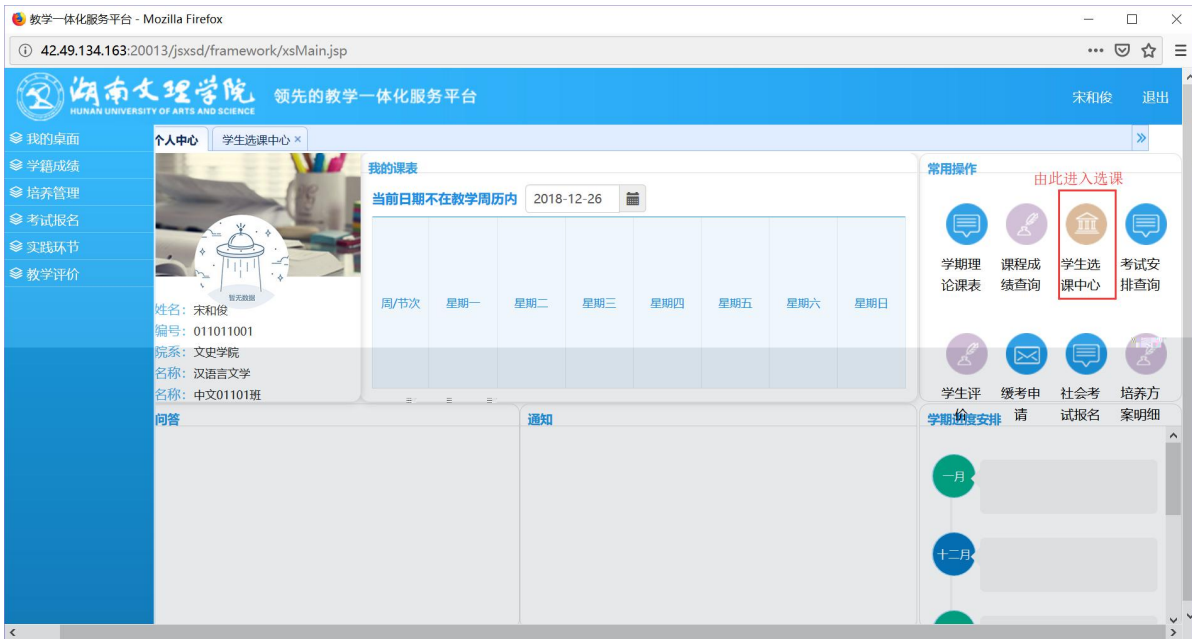 教学一体化服务平台 - Mozilla Firefox
42.49.134.163:20013/jsxsd/framework/xsMain.jsp
湖南文理学院
HUNAN UNIVERSITY OF ARTS AND SCIENCE
领先的教学一体化服务平台
宋和俊 退出
我的桌面
学籍成绩
培养管理
考试报名
实践环节
教学评价
个人中心 学生选课中心
暂无数据
姓名：宋和俊
编号：011011001
院系：文史学院
名称：汉语言文学
名称：中文01101班
我的课表
当前日期不在教学周历内 2018-12-26
周/节次 星期一 星期二 星期三 星期四 星期五 星期六 星期日
常用操作
由此进入选课
学期理论课表
课程成绩查询
学生选课中心
考试安排查询
学生评价
缓考申请
社会考试报名
培养方案明细
问答
通知
学期进度安排
一月
十二月